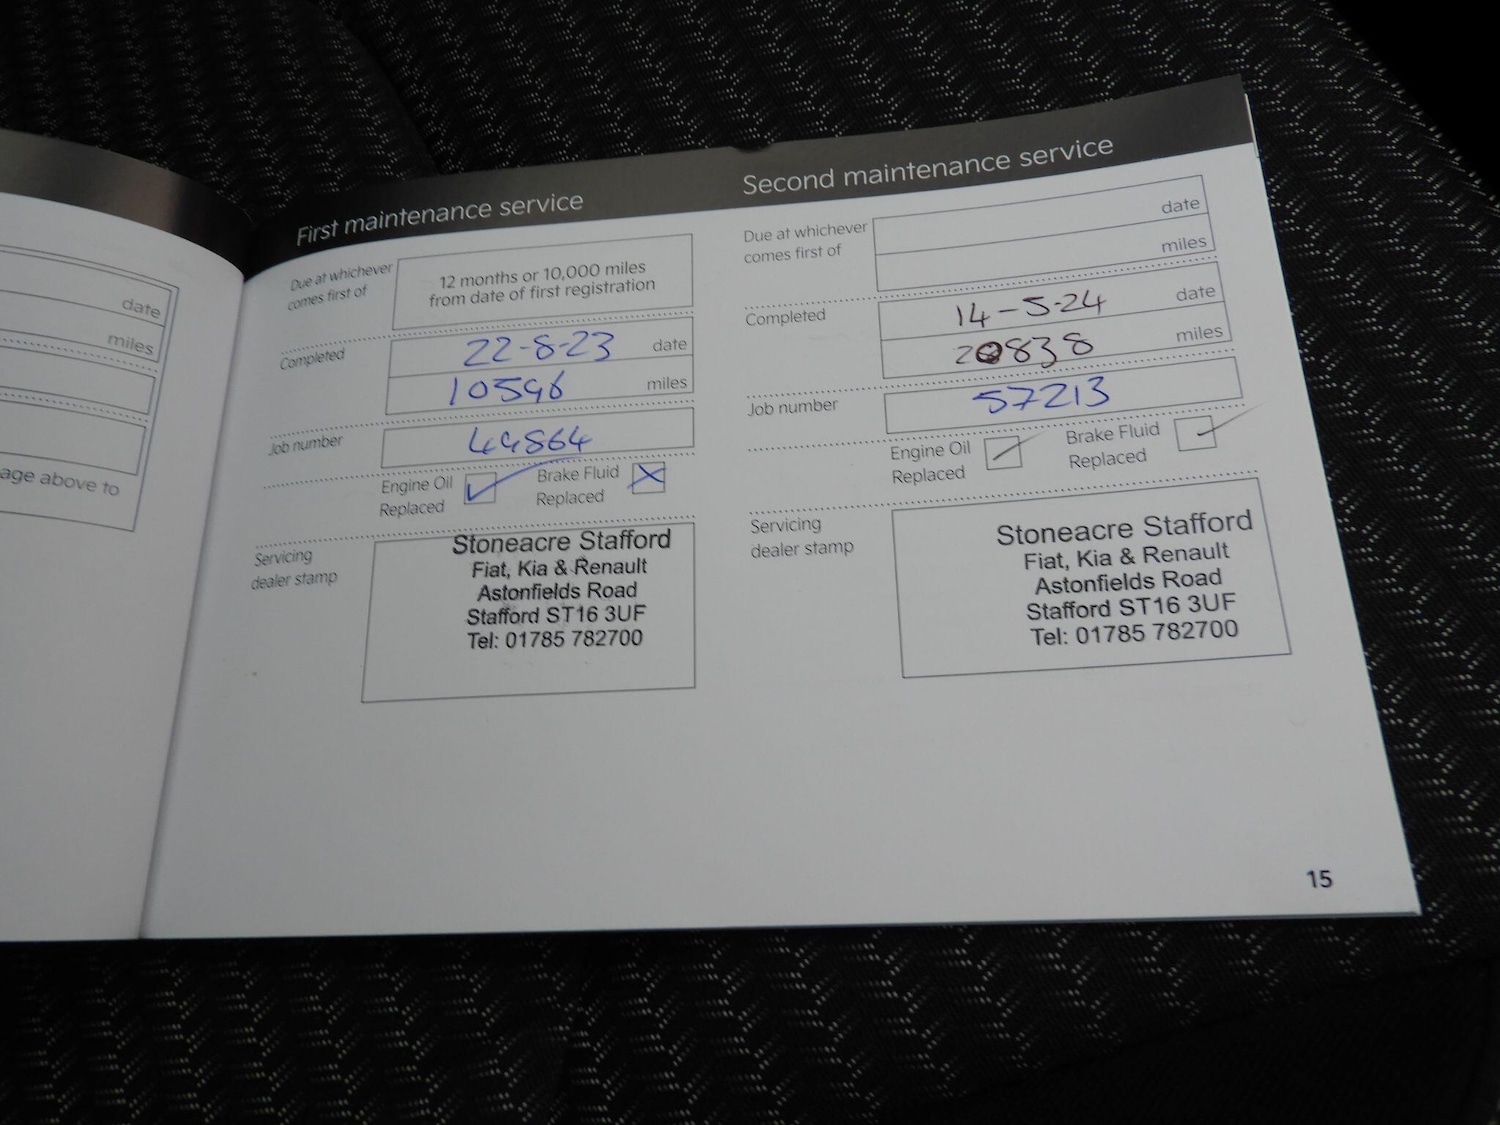 date
miles
age above to
First maintenance service
Due at whichever
comes first of
12 months or 10,000 miles
from date of first registration
Completed
22-8-23 date
10596 miles
Job number
49864
Engine Oil
Replaced
Brake Fluid
Replaced
Servicing
dealer stamp
Stoneacre Stafford
Fiat, Kia & Renault
Astonfields Road
Stafford ST16 3UF
Tel: 01785 782700
Second maintenance service
Due at whichever
comes first of
date
miles
Completed
14-5-24 date
20838 miles
Job number
57213
Engine Oil
Replaced
Brake Fluid
Replaced
Servicing
dealer stamp
Stoneacre Stafford
Fiat, Kia & Renault
Astonfields Road
Stafford ST16 3UF
Tel: 01785 782700
15